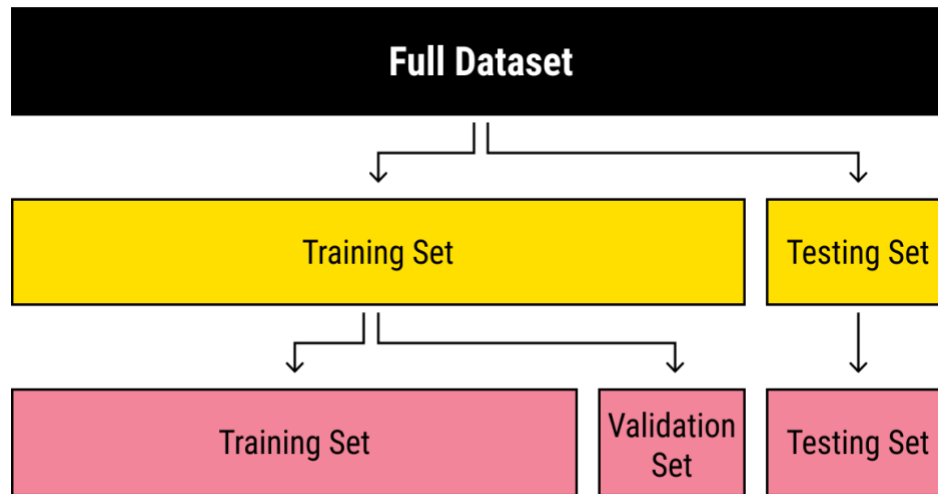 Full Dataset
Training Set
Testing Set
Training Set
Validation
Set
Testing Set